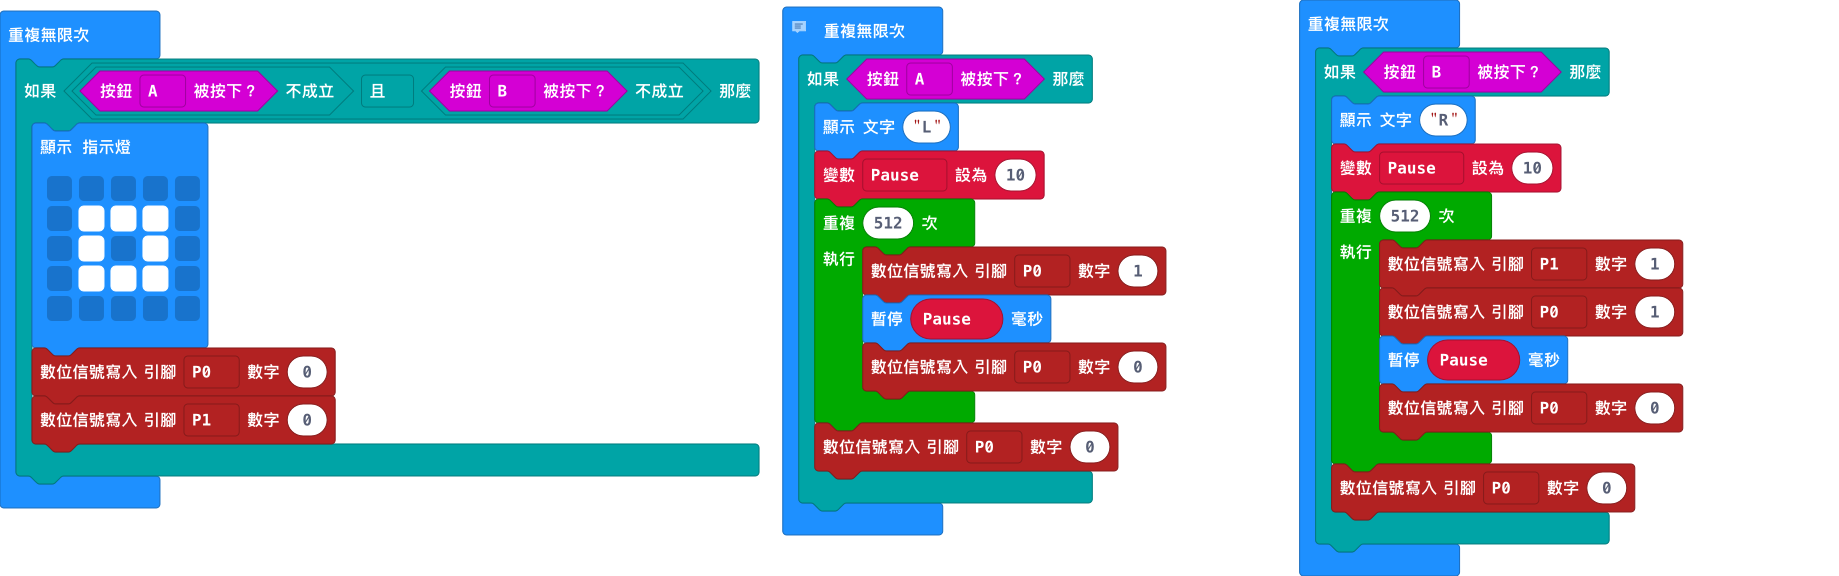 重複無限次
如果 按鈕 A 被按下？ 不成立 且 按鈕 B 被按下？ 不成立 那麼
顯示 指示燈
數位信號寫入 引腳 P0 數字 0
數位信號寫入 引腳 P1 數字 0
重複無限次
如果 按鈕 A 被按下？ 那麼
顯示 文字 "L"
變數 Pause 設為 10
重複 512 次
執行
數位信號寫入 引腳 P0 數字 1
暫停 Pause 毫秒
數位信號寫入 引腳 P0 數字 0
數位信號寫入 引腳 P0 數字 0
重複無限次
如果 按鈕 B 被按下？ 那麼
顯示 文字 "R"
變數 Pause 設為 10
重複 512 次
執行
數位信號寫入 引腳 P1 數字 1
數位信號寫入 引腳 P0 數字 1
暫停 Pause 毫秒
數位信號寫入 引腳 P0 數字 0
數位信號寫入 引腳 P0 數字 0